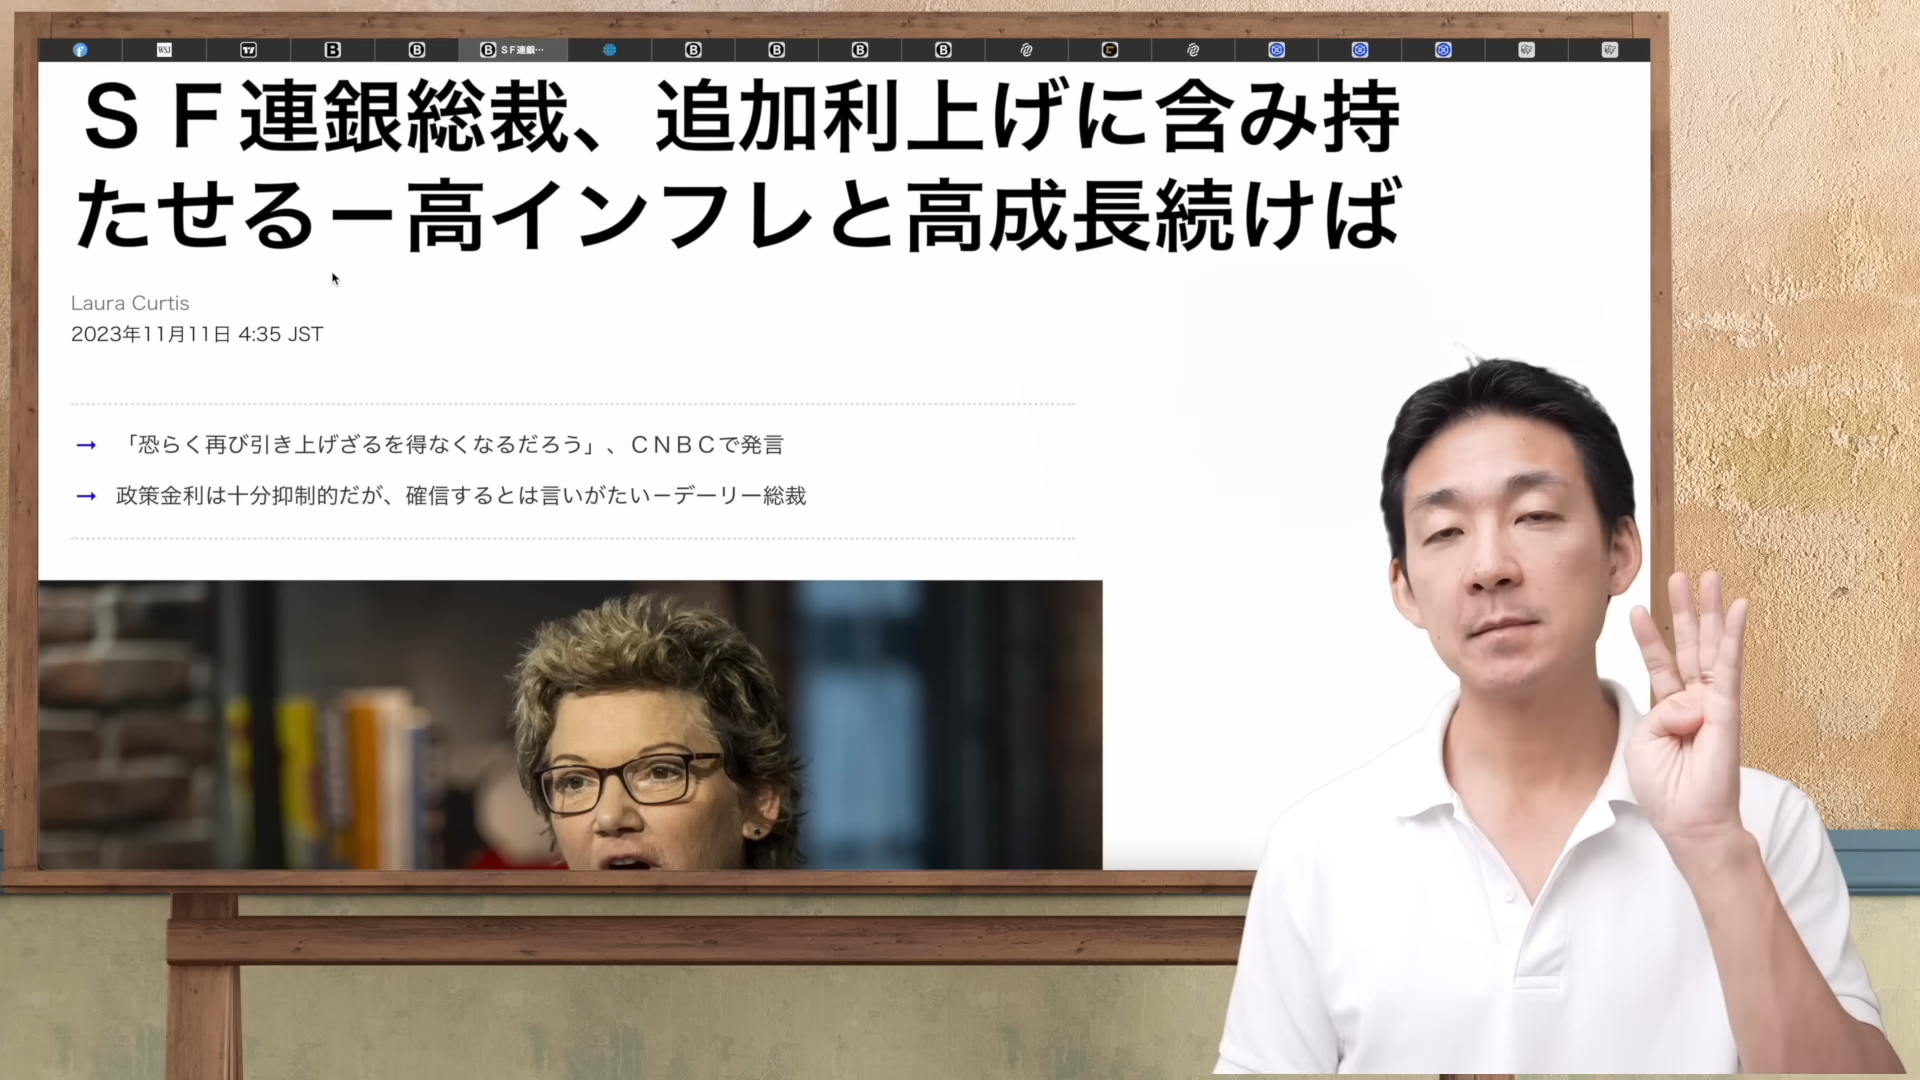 WSJ
ＳＦ連銀…
ＳＦ連銀総裁、追加利上げに含み持
たせる－高インフレと高成長続けば
Laura Curtis
2023年11月11日 4:35 JST
→ 「恐らく再び引き上げざるを得なくなるだろう」、ＣＮＢＣで発言
→ 政策金利は十分抑制的だが、確信するとは言いがたい－デーリー総裁